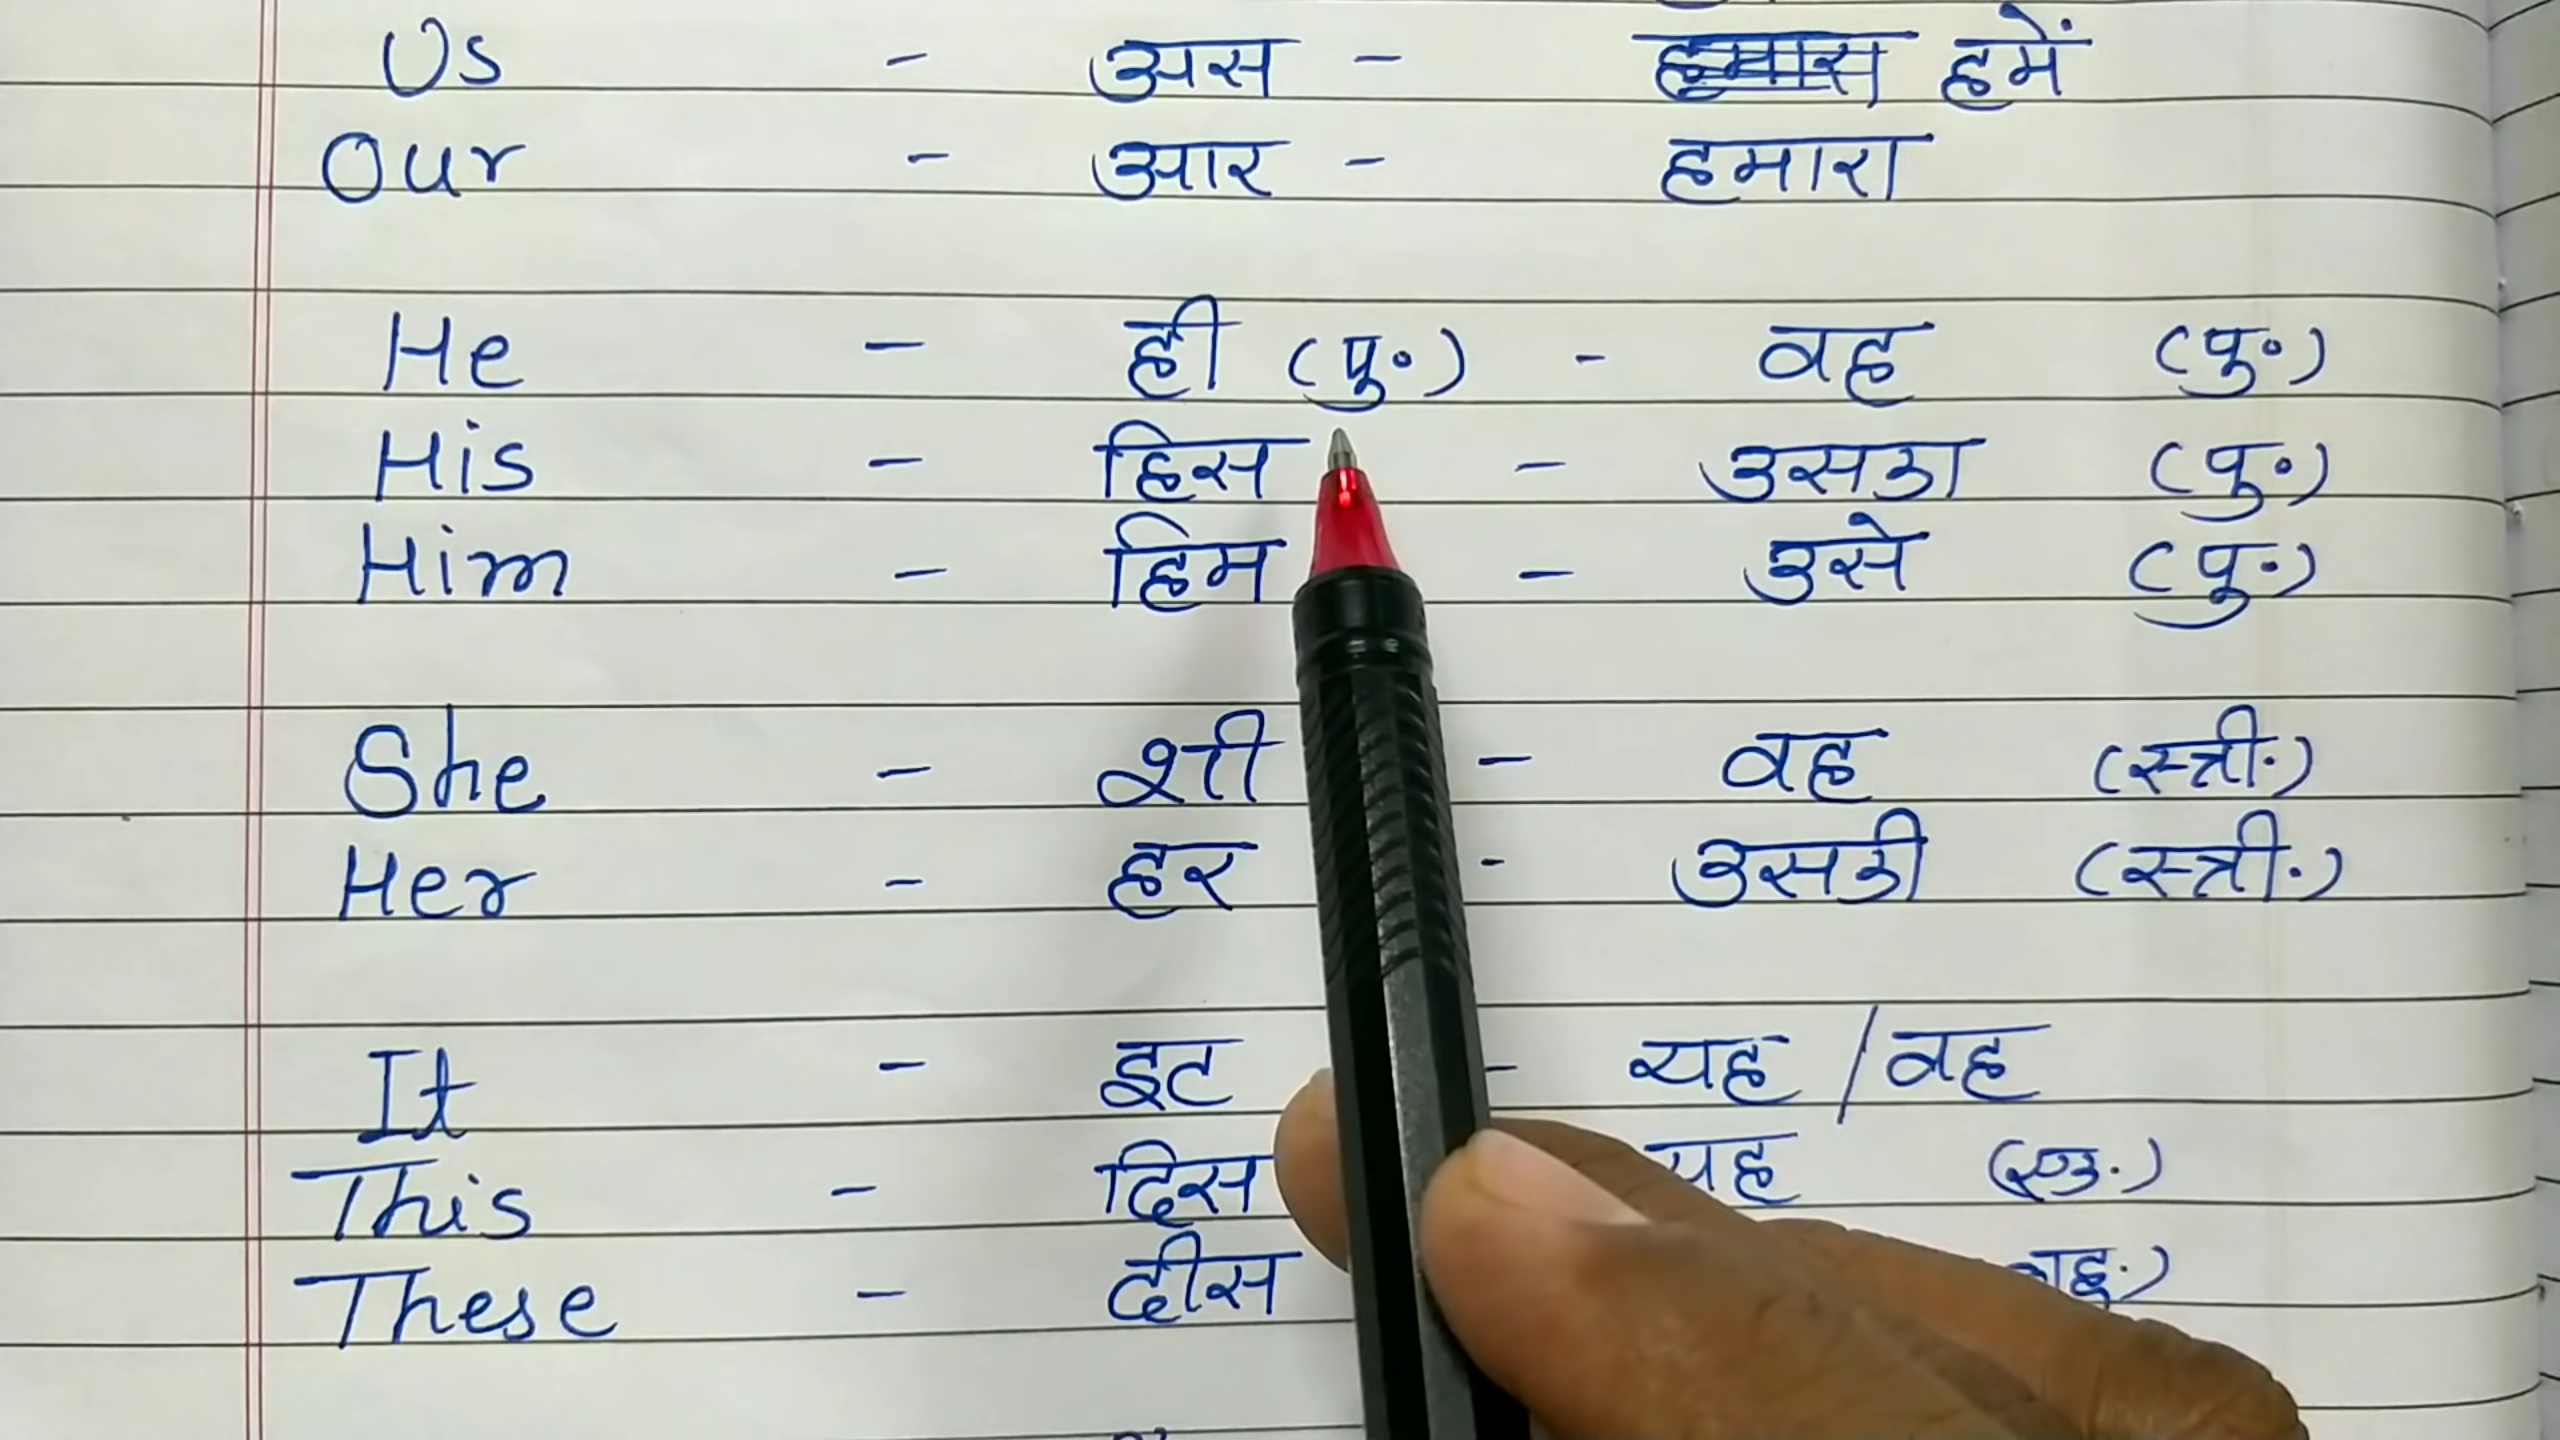 Us - अस - हमें
Our - आर - हमारा
He - ही (पु॰) - वह (पु॰)
His - हिस - उसका (पु॰)
Him - हिम - उसे (पु॰)
She - शी - वह (स्त्री॰)
Her - हर - उसकी (स्त्री॰)
It - इट - यह / वह
This - दिस यह (एक॰)
These - दीस